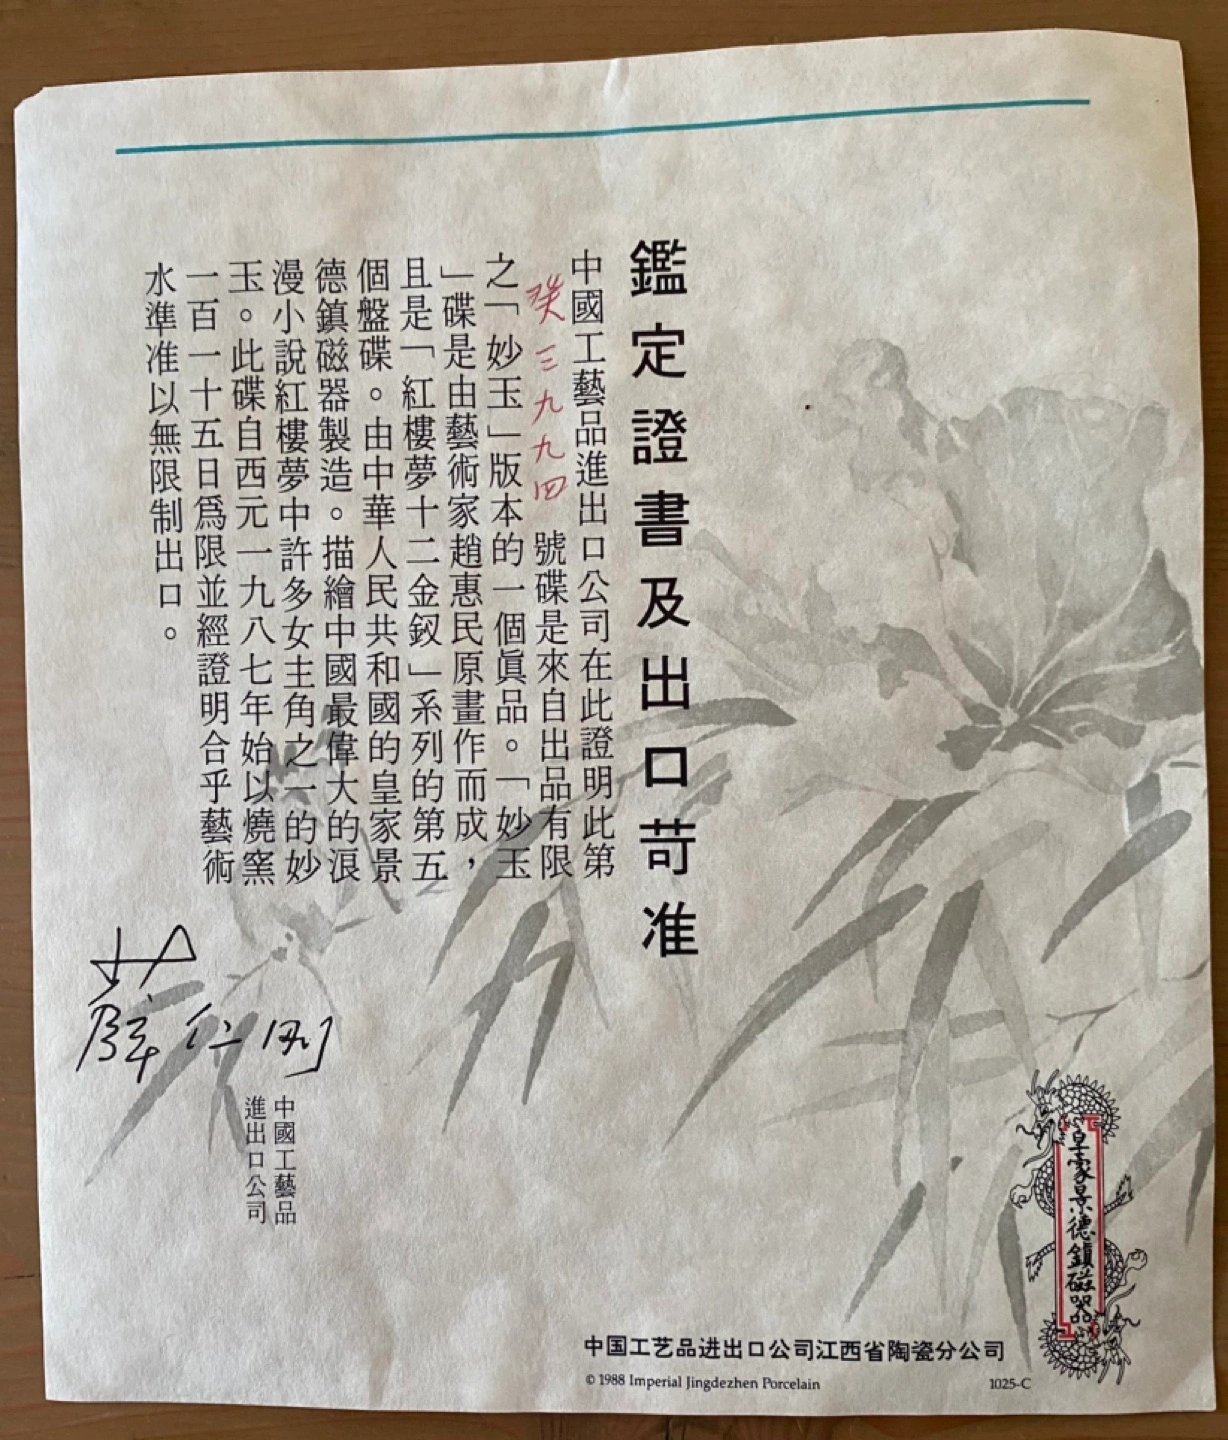 鑑定證書及出口苛准
中國工藝品進出口公司在此證明此第
癸三九九四 號碟是來自出品有限
之「妙玉」版本的一個眞品。「妙玉
」碟是由藝術家趙惠民原畫作而成，
且是「紅樓夢十二金釵」系列的第五
個盤碟。由中華人民共和國的皇家景
德鎮磁器製造。描繪中國最偉大的浪
漫小說紅樓夢中許多女主角之一的妙
玉。此碟自西元一九八七年始以燒窯
一百一十五日爲限並經證明合乎藝術
水準准以無限制出口。
中國工藝品
進出口公司
皇家景德鎮磁器
中国工艺品进出口公司江西省陶瓷分公司
© 1988 Imperial Jingdezhen Porcelain
1025-C